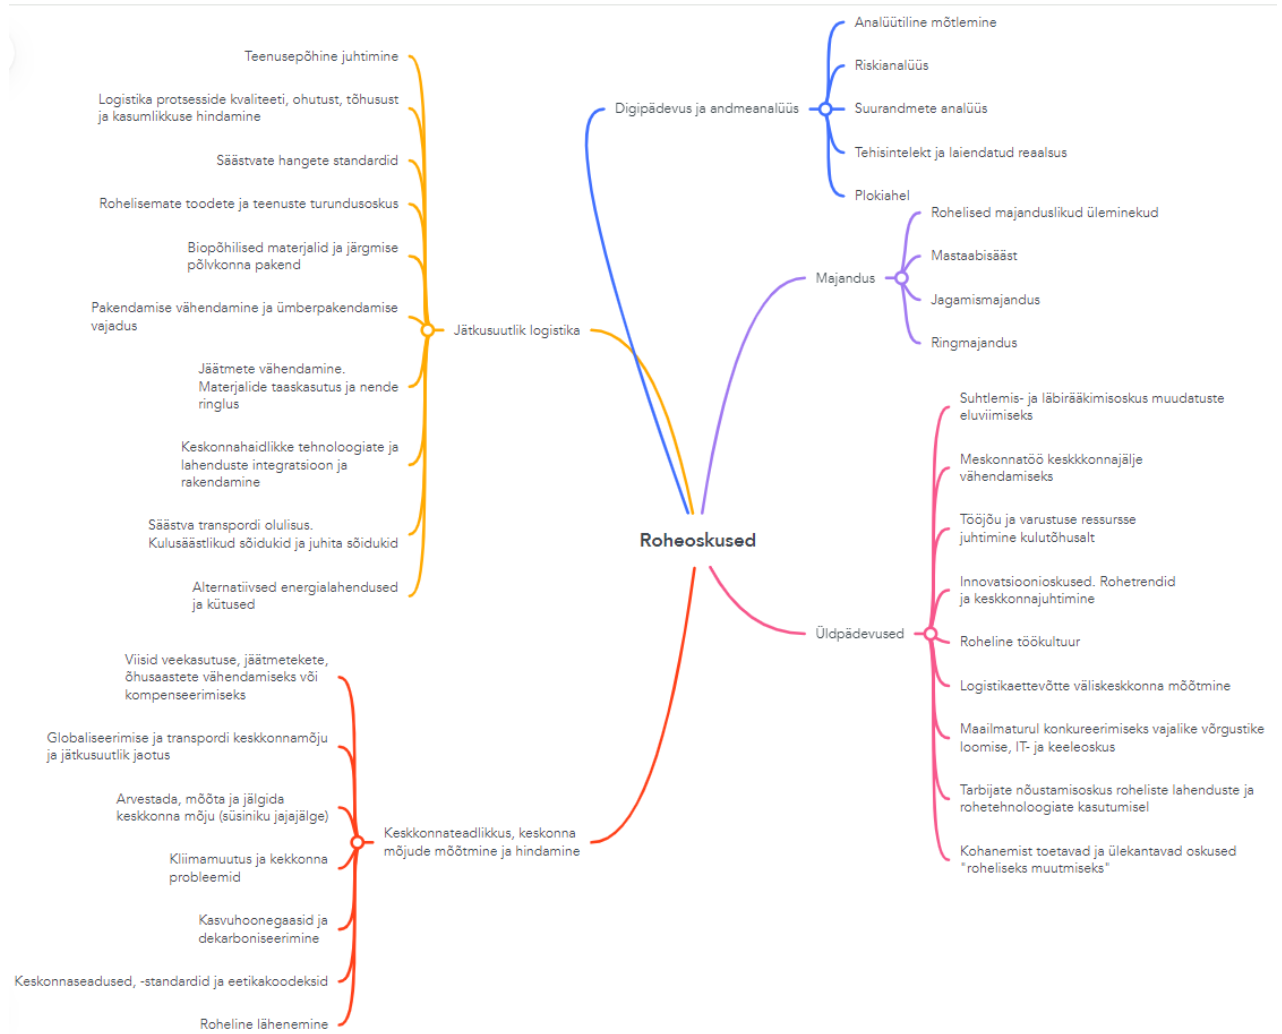 Teenusepõhine juhtimine
Logistika protsesside kvaliteeti, ohutust, tõhusust
ja kasumlikkuse hindamine
Säästvate hangete standardid
Rohelisemate toodete ja teenuste turundusoskus
Biopõhilised materjalid ja järgmise
põlvkonna pakend
Pakendamise vähendamine ja ümberpakendamise
vajadus
Jäätmete vähendamine.
Materjalide taaskasutus ja nende
ringlus
Keskonnahaidlikke tehnoloogiate ja
lahenduste integratsioon ja
rakendamine
Säästva transpordi olulisus.
Kulusäästlikud sõidukid ja juhita sõidukid
Alternatiivsed energialahendused
ja kütused
Jätkusuutlik logistika
Digipädevus ja andmeanalüüs
Analüütiline mõtlemine
Riskianalüüs
Suurandmete analüüs
Tehisintelekt ja laiendatud reaalsus
Plokiahel
Majandus
Rohelised majanduslikud üleminekud
Mastaabisääst
Jagamismajandus
Ringmajandus
Roheoskused
Üldpädevused
Suhtlemis- ja läbirääkimisoskus muudatuste
eluviimiseks
Meskonnatöö keskkkonnajälje
vähendamiseks
Tööjõu ja varustuse ressursse
juhtimine kulutõhusalt
Innovatsioonioskused. Rohetrendid
ja keskkonnajuhtimine
Roheline töökultuur
Logistikaettevõtte väliskeskkonna mõõtmine
Maailmaturul konkureerimiseks vajalike võrgustike
loomise, IT- ja keeleoskus
Tarbijate nõustamisoskus roheliste lahenduste ja
rohetehnoloogiate kasutumisel
Kohanemist toetavad ja ülekantavad oskused
"roheliseks muutmiseks"
Viisid veekasutuse, jäätmetekete,
õhusaastete vähendamiseks või
kompenseerimiseks
Globaliseerimise ja transpordi keskkonnamõju
ja jätkusuutlik jaotus
Arvestada, mõõta ja jälgida
keskkonna mõju (süsiniku jajajälge)
Kliimamuutus ja kekkonna
probleemid
Kasvuhoonegaasid ja
dekarboniseerimine
Keskonnaseadused, -standardid ja eetikakoodeksid
Roheline lähenemine
Keskkonnateadlikkus, keskonna
mõjude mõõtmine ja hindamine